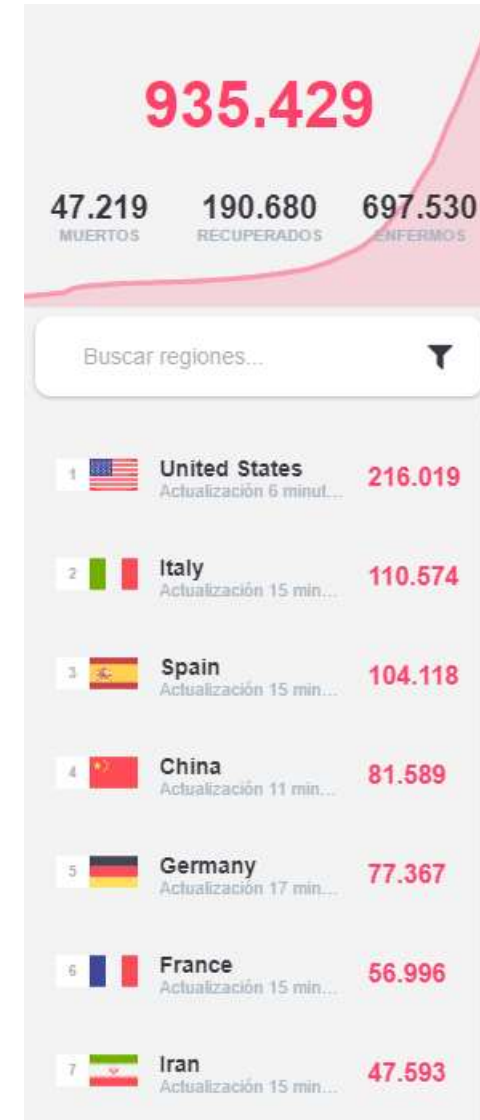 935.429
47.219 190.680 697.530
MUERTOS RECUPERADOS ENFERMOS
Buscar regiones...
1 United States 216.019
Actualización 6 minut...
2 Italy 110.574
Actualización 15 min...
3 Spain 104.118
Actualización 15 min...
4 China 81.589
Actualización 11 min...
5 Germany 77.367
Actualización 17 min...
6 France 56.996
Actualización 15 min...
7 Iran 47.593
Actualización 15 min...